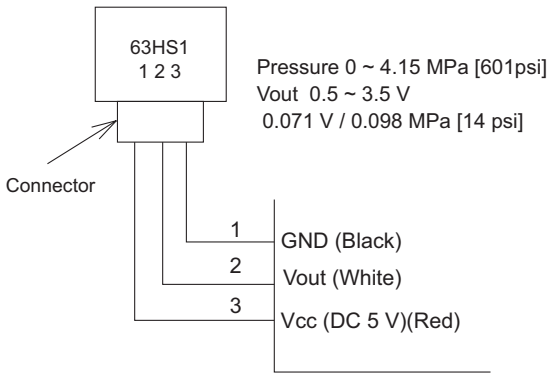 63HS1
1 2 3
Pressure 0 ~ 4.15 MPa [601psi]
Vout 0.5 ~ 3.5 V
0.071 V / 0.098 MPa [14 psi]
Connector
1
GND (Black)
2
Vout (White)
3
Vcc (DC 5 V)(Red)